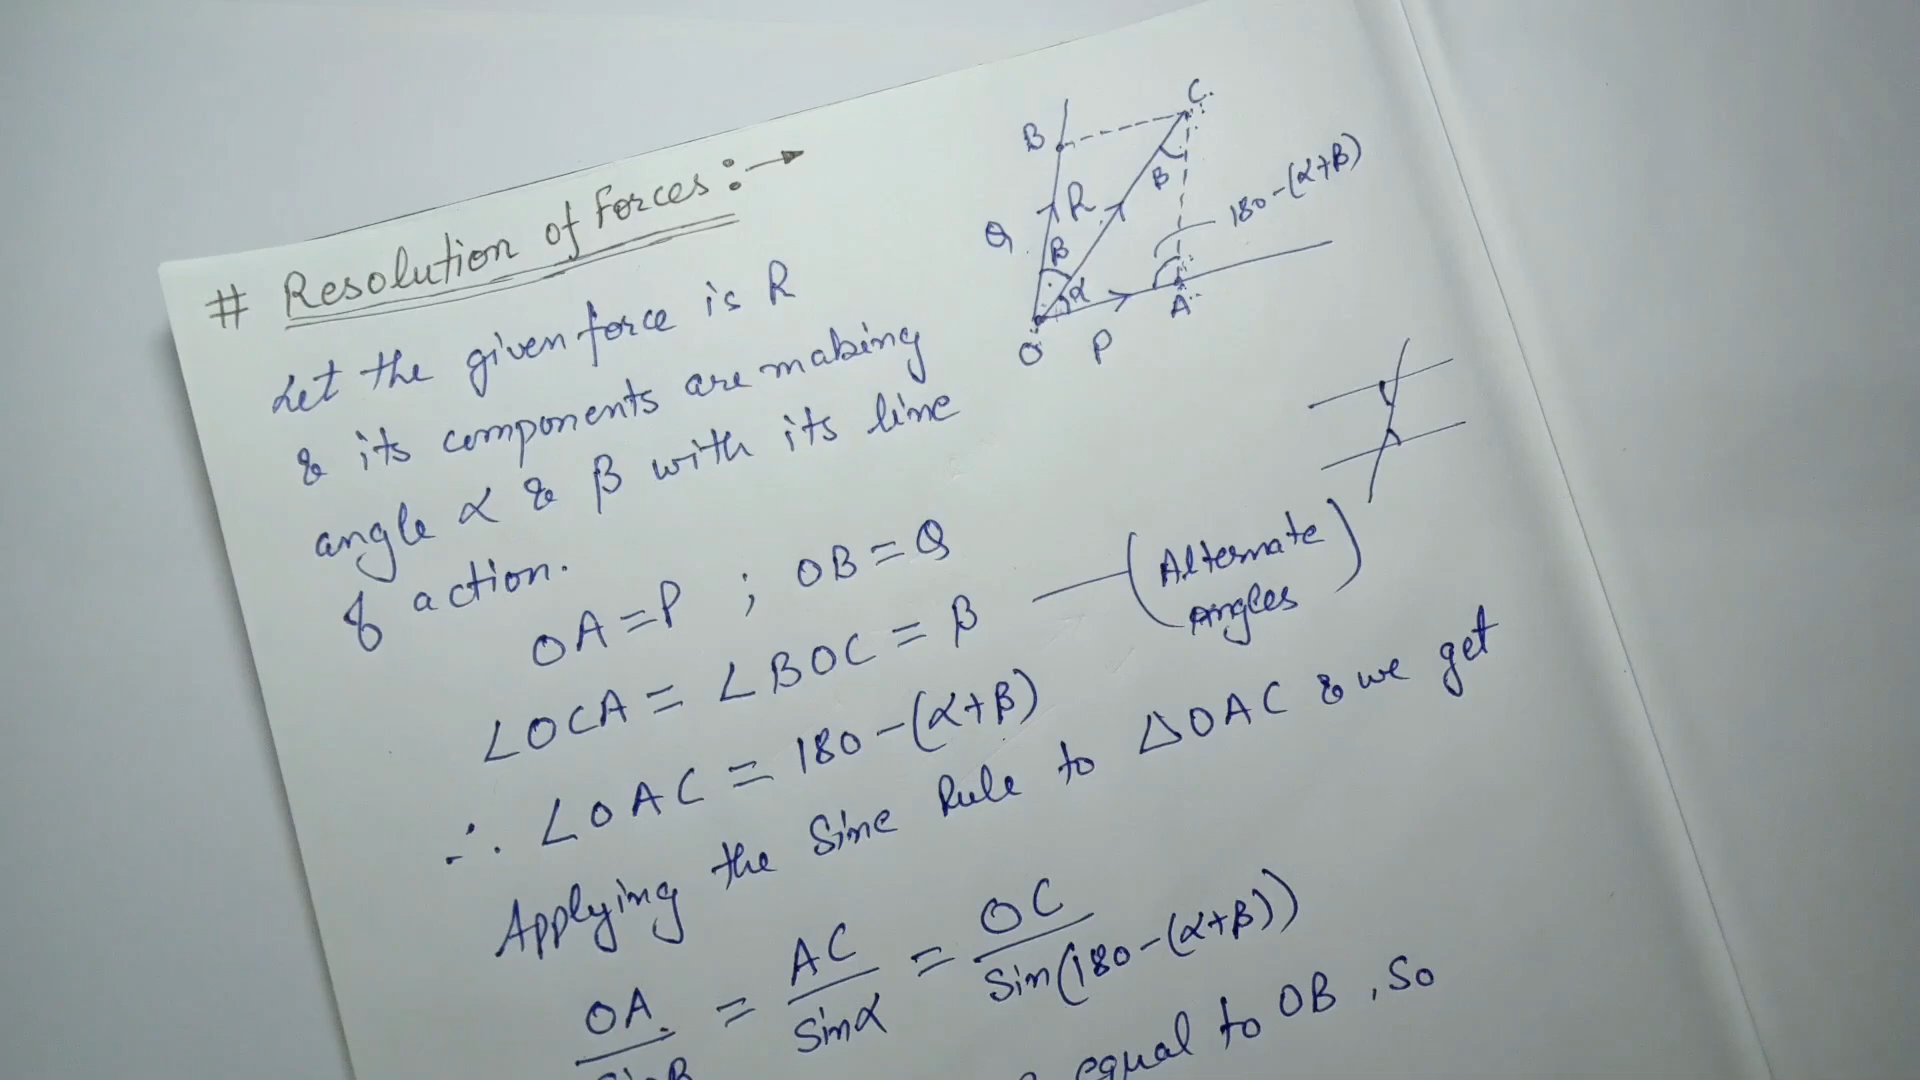 # Resolution of Forces:→
Let the given force is R
& its components are making
angle α & β with its line
of action.
OA = P ; OB = Q
∠OCA = ∠BOC = β — (Alternate Angles)
∴ ∠OAC = 180-(α+β)
Applying the Sine Rule to △OAC & we get
OA/Sinβ = AC/Sinα = OC/Sin(180-(α+β))
equal to OB, So
B
C
Q
R
β
β
180-(α+β)
α
O
P
A